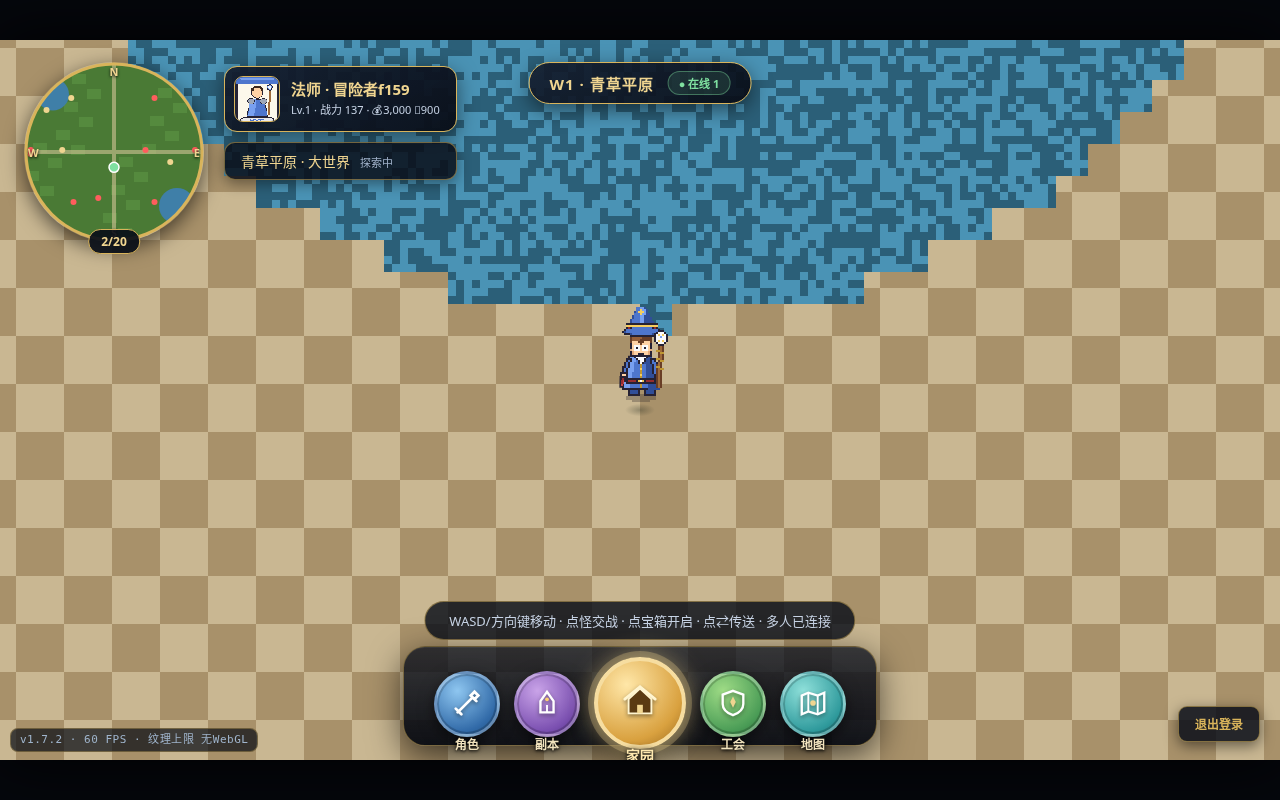 N
W
E
2/20
法师 · 冒险者f159
Lv.1 · 战力 137 · 💰3,000 900
青草平原 · 大世界 探索中
W1 · 青草平原
● 在线 1
WASD/方向键移动 · 点怪交战 · 点宝箱开启 · 点⇄传送 · 多人已连接
角色
副本
家园
工会
地图
v1.7.2 · 60 FPS · 纹理上限 无WebGL
退出登录